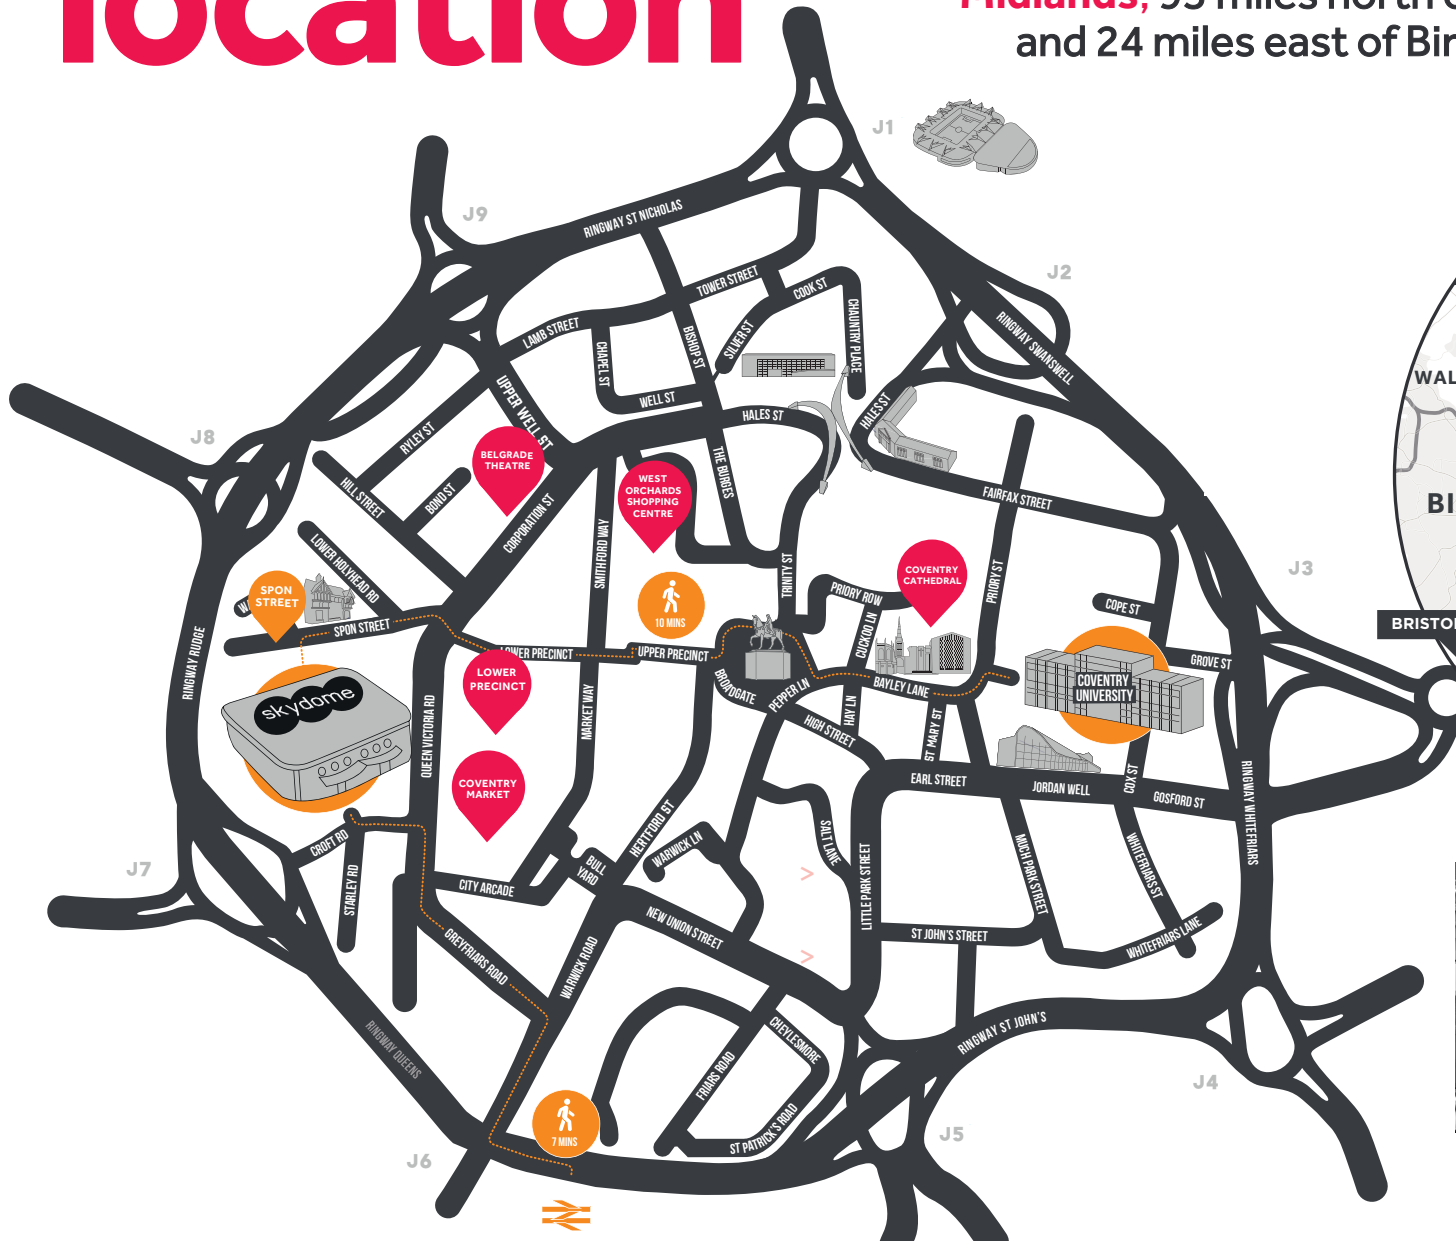 location
Midlands,
and 24 miles east of
J1
J9
RINGWAY ST NICHOLAS
J2
TOWER STREET
COOK ST
CHAUNTRY PLACE
RINGWAY SWANSWELL
LAMB STREET
SILVER ST
BISHOP ST
CHAPEL ST
WELL ST
HALES ST
HALES ST
UPPER WELL ST
J8
RYLEY ST
BELGRADE
THEATRE
THE BURGES
HILL STREET
BOND ST
WEST
ORCHARDS
SHOPPING
CENTRE
FAIRFAX STREET
CORPORATION ST
SMITHFORD WAY
TRINITY ST
LOWER HOLYHEAD RD
COVENTRY
CATHEDRAL
PRIORY ST
J3
SPON
STREET
10 MINS
PRIORY ROW
COPE ST
SPON STREET
CUCKOO LN
LOWER PRECINCT
UPPER PRECINCT
GROVE ST
RINGWAY RUDGE
skydome
LOWER
PRECINCT
BROADGATE
PEPPER LN
BAYLEY LANE
COVENTRY
UNIVERSITY
QUEEN VICTORIA RD
MARKET WAY
HAY LN
HIGH STREET
ST MARY ST
COVENTRY
MARKET
EARL STREET
JORDAN WELL
COX ST
GOSFORD ST
RINGWAY WHITEFRIARS
CROFT RD
HERTFORD ST
WARWICK LN
SALT LANE
J7
STARLEY RD
CITY ARCADE
BULL
YARD
>
LITTLE PARK STREET
MUCH PARK STREET
WHITEFRIARS ST
NEW UNION STREET
ST JOHN'S STREET
WHITEFRIARS LANE
GREYFRIARS ROAD
WARWICK ROAD
>
RINGWAY QUEENS
CHEYLESMORE
RINGWAY ST JOHN'S
FRIARS ROAD
J4
7 MINS
ST PATRICK'S ROAD
J5
J6